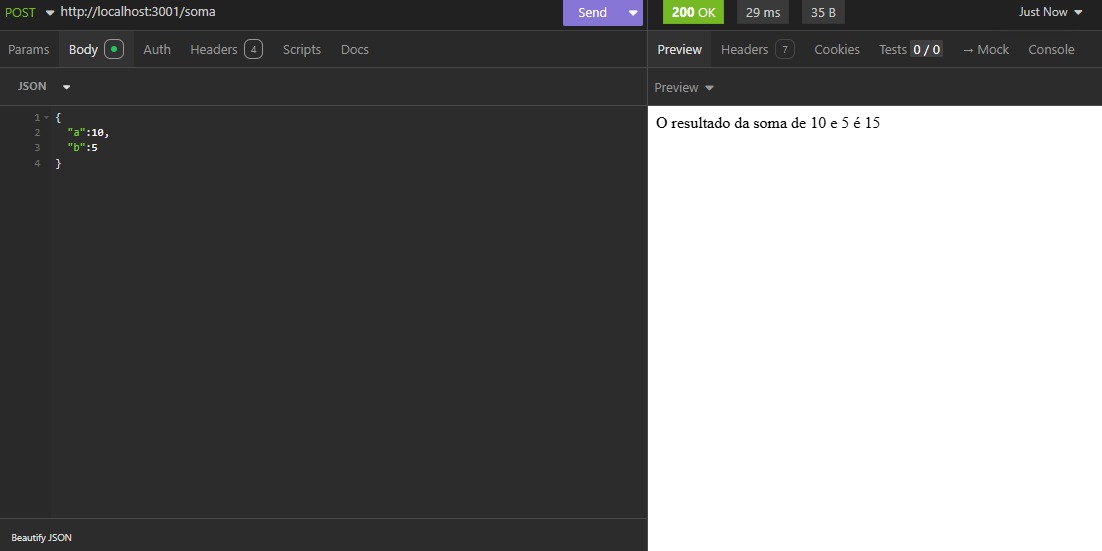 POST http://localhost:3001/soma Send
200 OK 29 ms 35 B Just Now
Params Body Auth Headers 4 Scripts Docs
Preview Headers 7 Cookies Tests 0 / 0 → Mock Console
JSON
Preview
1 {
2 "a":10,
3 "b":5
4 }
O resultado da soma de 10 e 5 é 15
Beautify JSON